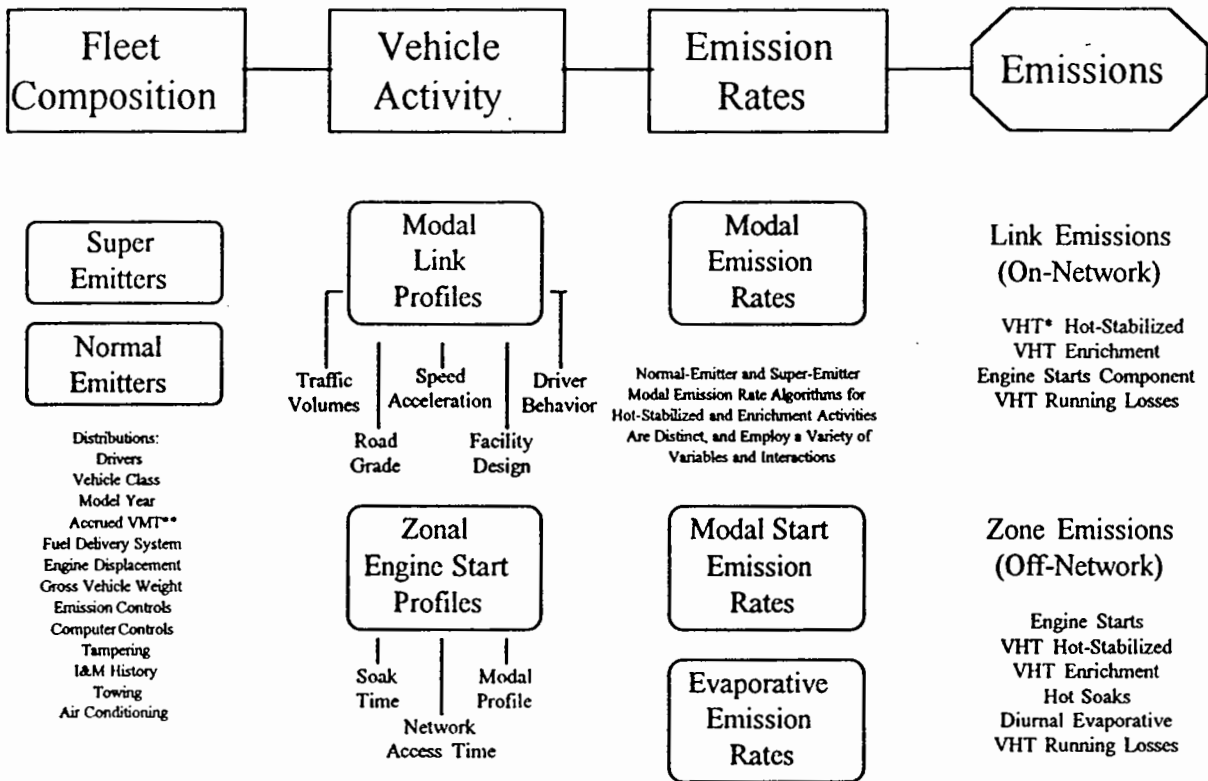 Fleet
Composition
Vehicle
Activity
Emission
Rates
Emissions
Super
Emitters
Normal
Emitters
Distributions:
Drivers
Vehicle Class
Model Year
Accrued VMT**
Fuel Delivery System
Engine Displacement
Gross Vehicle Weight
Emission Controls
Computer Controls
Tampering
I&M History
Towing
Air Conditioning
Modal
Link
Profiles
Traffic
Volumes
Speed
Acceleration
Driver
Behavior
Road
Grade
Facility
Design
Zonal
Engine Start
Profiles
Soak
Time
Modal
Profile
Network
Access Time
Modal
Emission
Rates
Normal-Emitter and Super-Emitter
Modal Emission Rate Algorithms for
Hot-Stabilized and Enrichment Activities
Are Distinct, and Employ a Variety of
Variables and Interactions
Modal Start
Emission
Rates
Evaporative
Emission
Rates
Link Emissions
(On-Network)
VHT* Hot-Stabilized
VHT Enrichment
Engine Starts Component
VHT Running Losses
Zone Emissions
(Off-Network)
Engine Starts
VHT Hot-Stabilized
VHT Enrichment
Hot Soaks
Diurnal Evaporative
VHT Running Losses